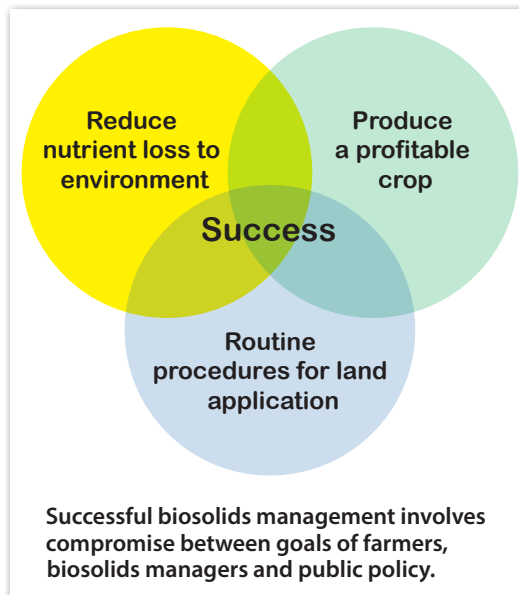 Reduce
nutrient loss to
environment
Produce
a profitable
crop
Success
Routine
procedures for land
application
Successful biosolids management involves
compromise between goals of farmers,
biosolids managers and public policy.